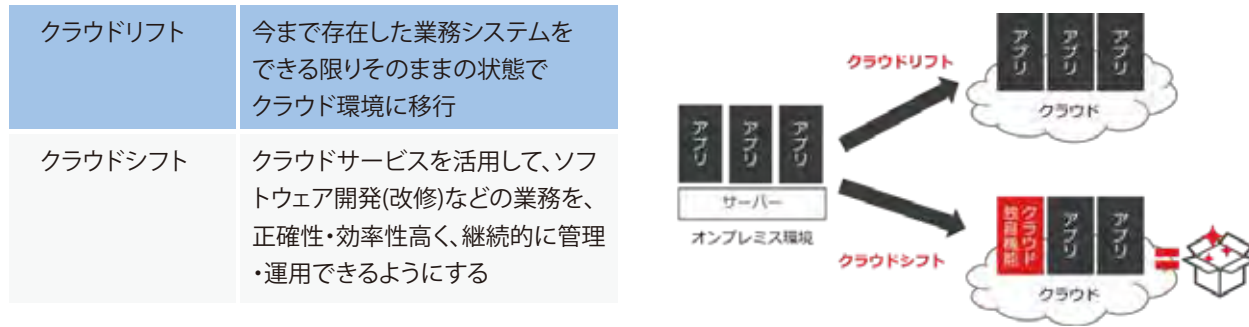 クラウドリフト
今まで存在した業務システムを
できる限りそのままの状態で
クラウド環境に移行
クラウドシフト
クラウドサービスを活用して、ソフ
トウェア開発(改修)などの業務を、
正確性・効率性高く、継続的に管理
・運用できるようにする
アプリ
アプリ
アプリ
サーバー
オンプレミス環境
クラウドリフト
アプリ
アプリ
アプリ
クラウド
クラウドシフト
クラウド
独自機能
アプリ
アプリ
クラウド